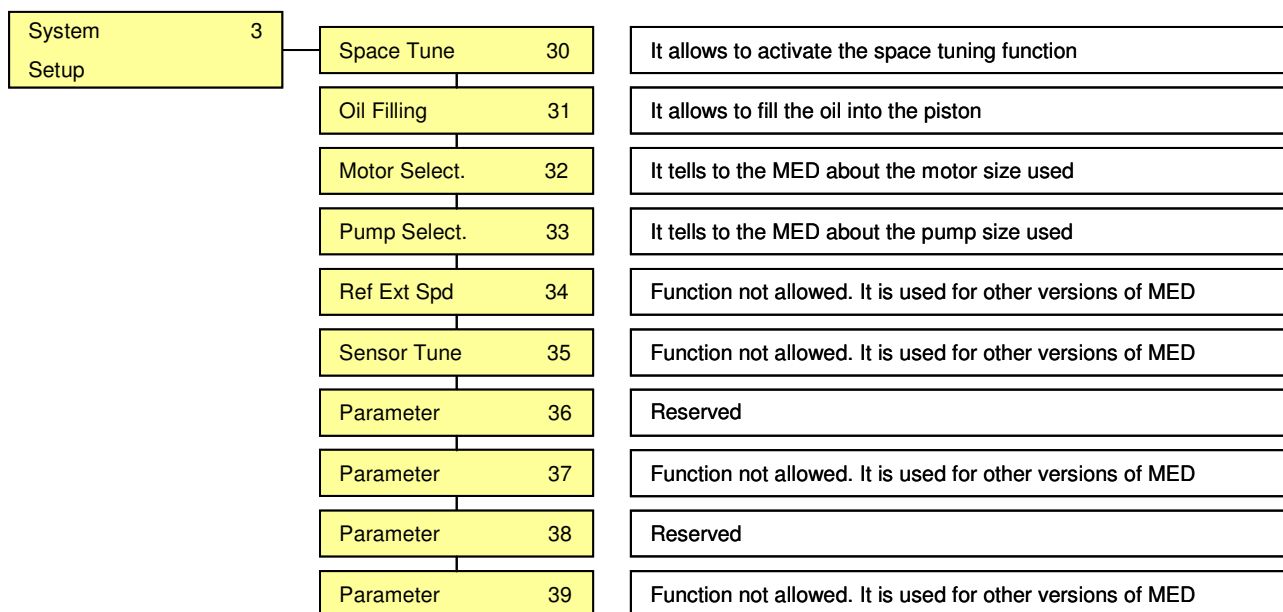 System 3
Setup
Space Tune 30 It allows to activate the space tuning function
Oil Filling 31 It allows to fill the oil into the piston
Motor Select. 32 It tells to the MED about the motor size used
Pump Select. 33 It tells to the MED about the pump size used
Ref Ext Spd 34 Function not allowed. It is used for other versions of MED
Sensor Tune 35 Function not allowed. It is used for other versions of MED
Parameter 36 Reserved
Parameter 37 Function not allowed. It is used for other versions of MED
Parameter 38 Reserved
Parameter 39 Function not allowed. It is used for other versions of MED